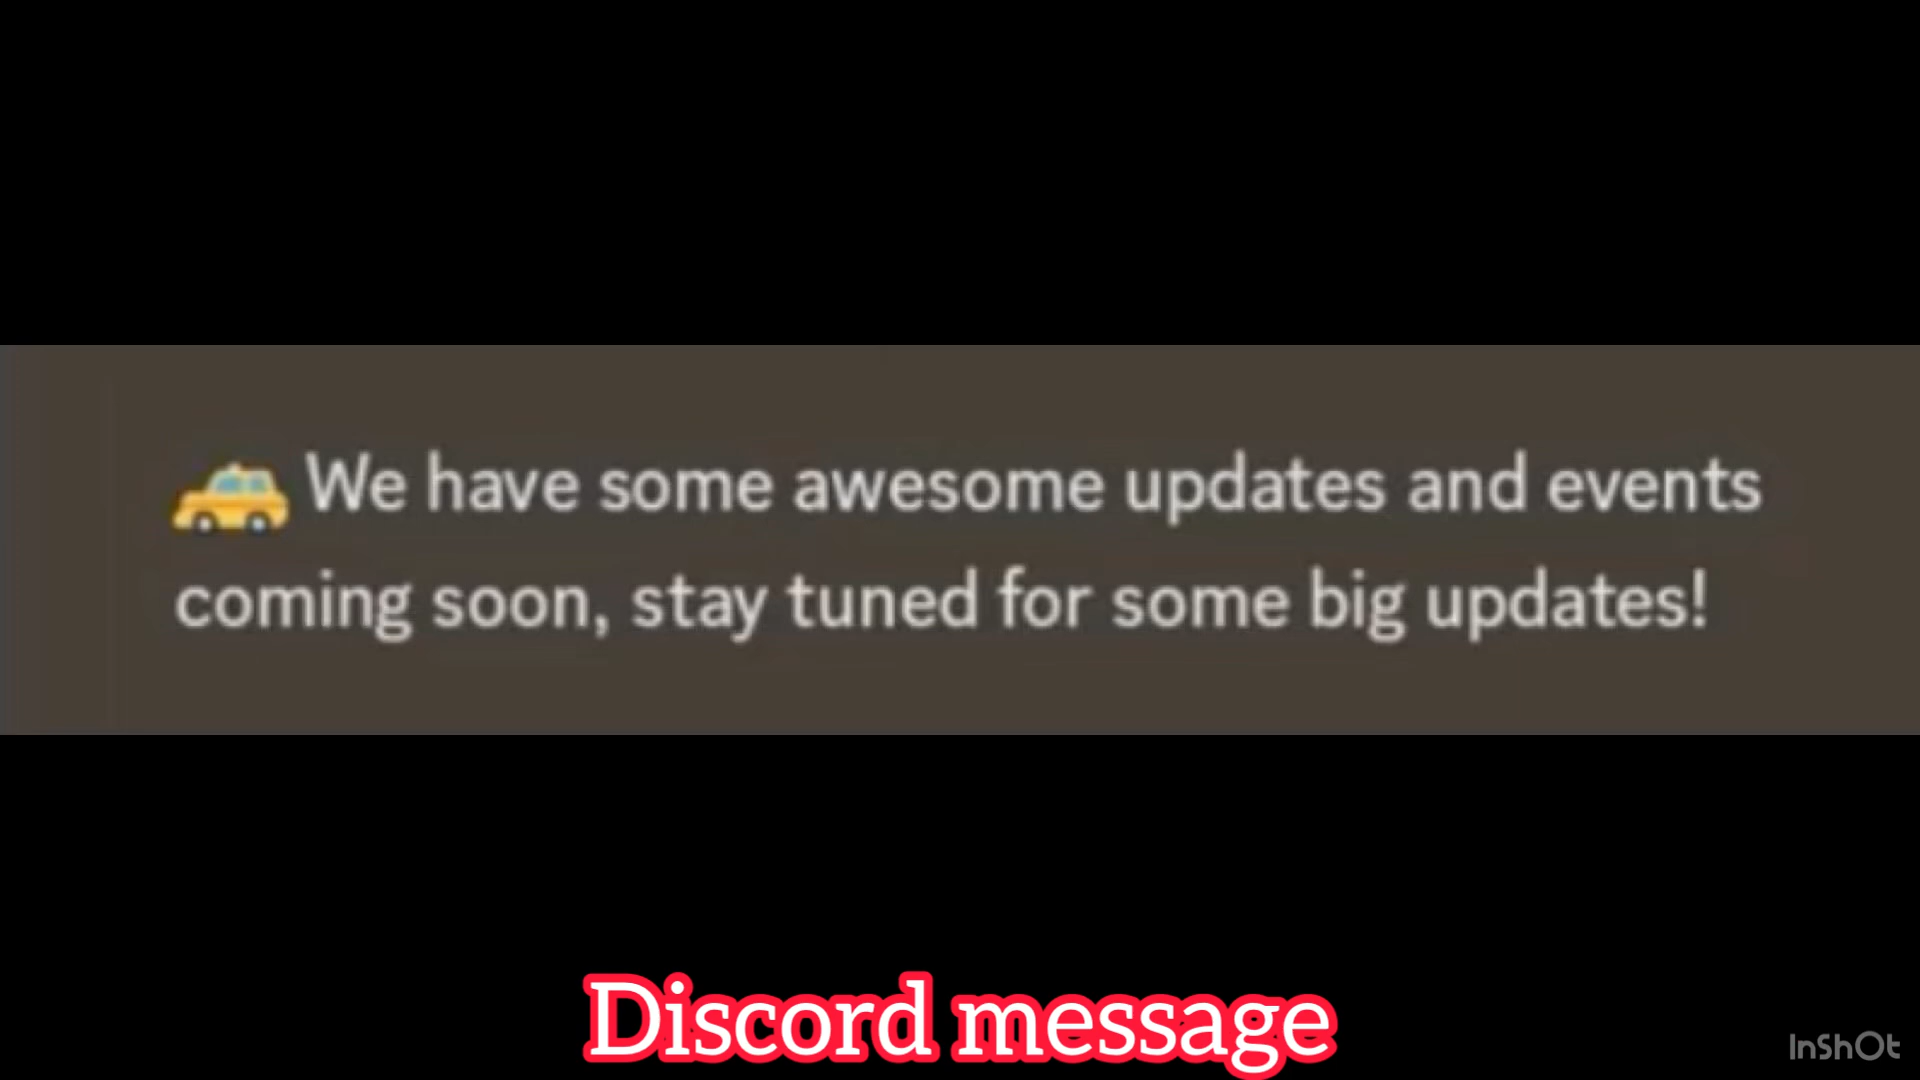 🚕 We have some awesome updates and events
coming soon, stay tuned for some big updates!
Discord message
InShOt